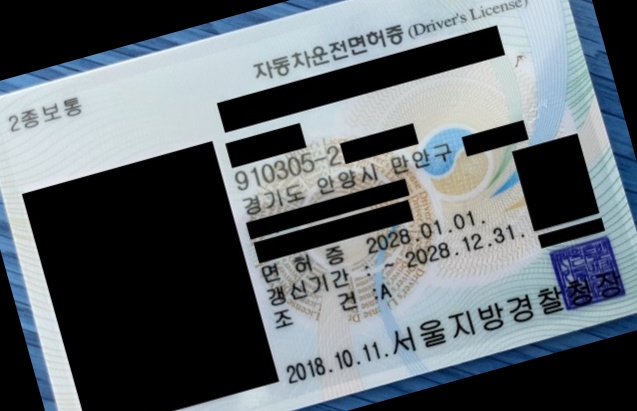 자동차운전면허증 (Driver's License)
2종보통
910305-2
경기도 안양시 만안구
면 허 증 2028.01.01.
갱신기간 : ~ 2028.12.31.
조 건 :A
2018.10.11. 서울지방경찰청장